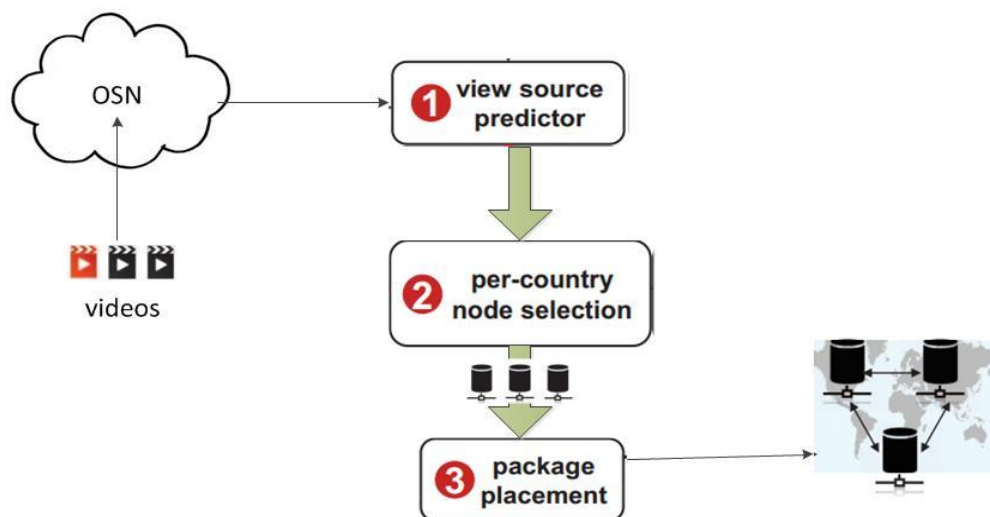 OSN
videos
1 view source
predictor
2 per-country
node selection
3 package
placement